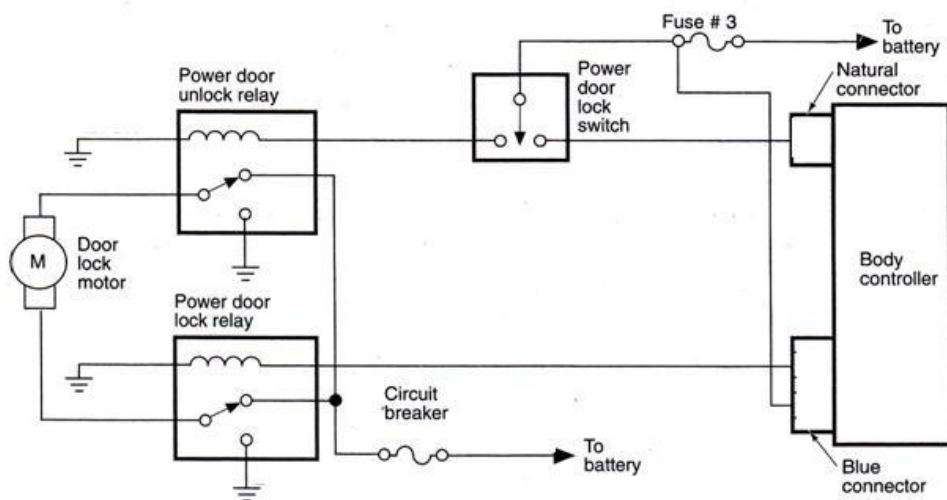 Fuse # 3
To
battery
Natural
connector
Power door
unlock relay
Power
door
lock
switch
M
Door
lock
motor
Body
controller
Power door
lock relay
Circuit
breaker
To
battery
Blue
connector